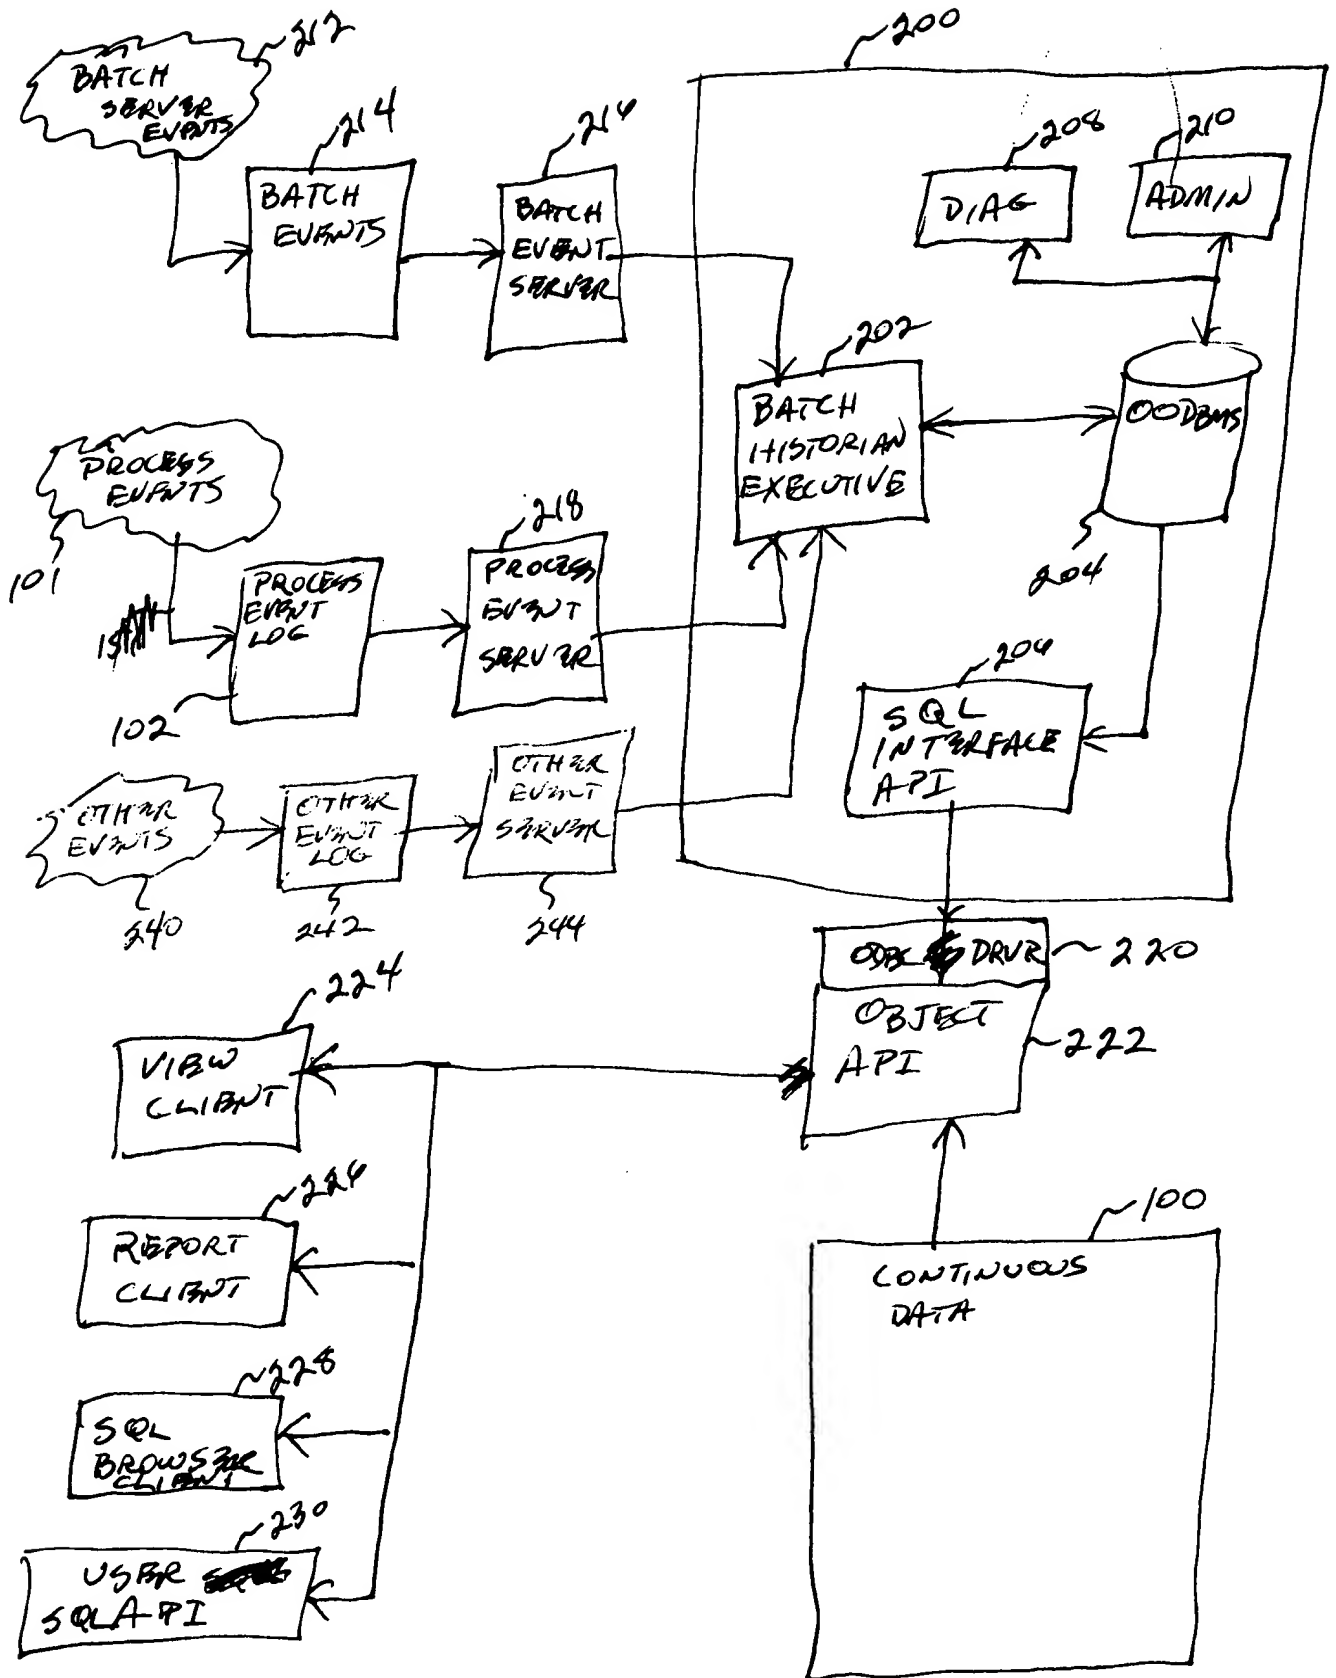 212
BATCH
SERVER
EVENTS
214
BATCH
EVENTS
216
BATCH
EVENT
SERVER
200
208
DIAG
210
ADMIN
202
BATCH
HISTORIAN
EXECUTIVE
OODBMS
204
PROCESS
EVENTS
101
PROCESS
EVENT
LOG
102
218
PROCESS
EVENT
SERVER
206
SQL
INTERFACE
API
OTHER
EVENTS
240
OTHER
EVENT
LOG
242
OTHER
EVENT
SERVER
244
ODBC DRVR
220
OBJECT
API
222
224
VIEW
CLIENT
226
REPORT
CLIENT
228
SQL
BROWSER
CLIENT
230
USER
SQL API
100
CONTINUOUS
DATA